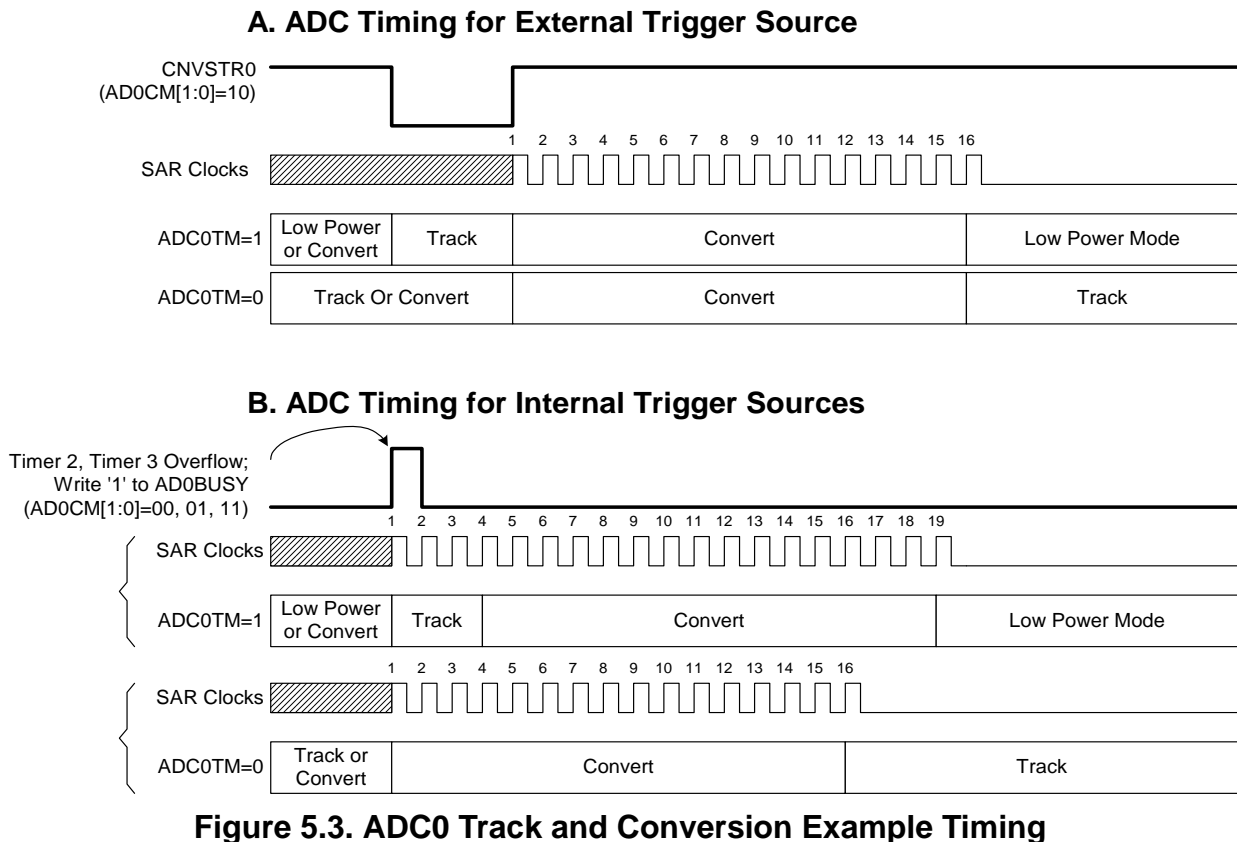 A. ADC Timing for External Trigger Source
CNVSTR0
(AD0CM[1:0]=10)
1 2 3 4 5 6 7 8 9 10 11 12 13 14 15 16
SAR Clocks
ADC0TM=1
Low Power
or Convert
Track
Convert
Low Power Mode
ADC0TM=0
Track Or Convert
Convert
Track
B. ADC Timing for Internal Trigger Sources
Timer 2, Timer 3 Overflow;
Write '1' to AD0BUSY
(AD0CM[1:0]=00, 01, 11)
1 2 3 4 5 6 7 8 9 10 11 12 13 14 15 16 17 18 19
SAR Clocks
ADC0TM=1
Low Power
or Convert
Track
Convert
Low Power Mode
1 2 3 4 5 6 7 8 9 10 11 12 13 14 15 16
SAR Clocks
ADC0TM=0
Track or
Convert
Convert
Track
Figure 5.3. ADC0 Track and Conversion Example Timing